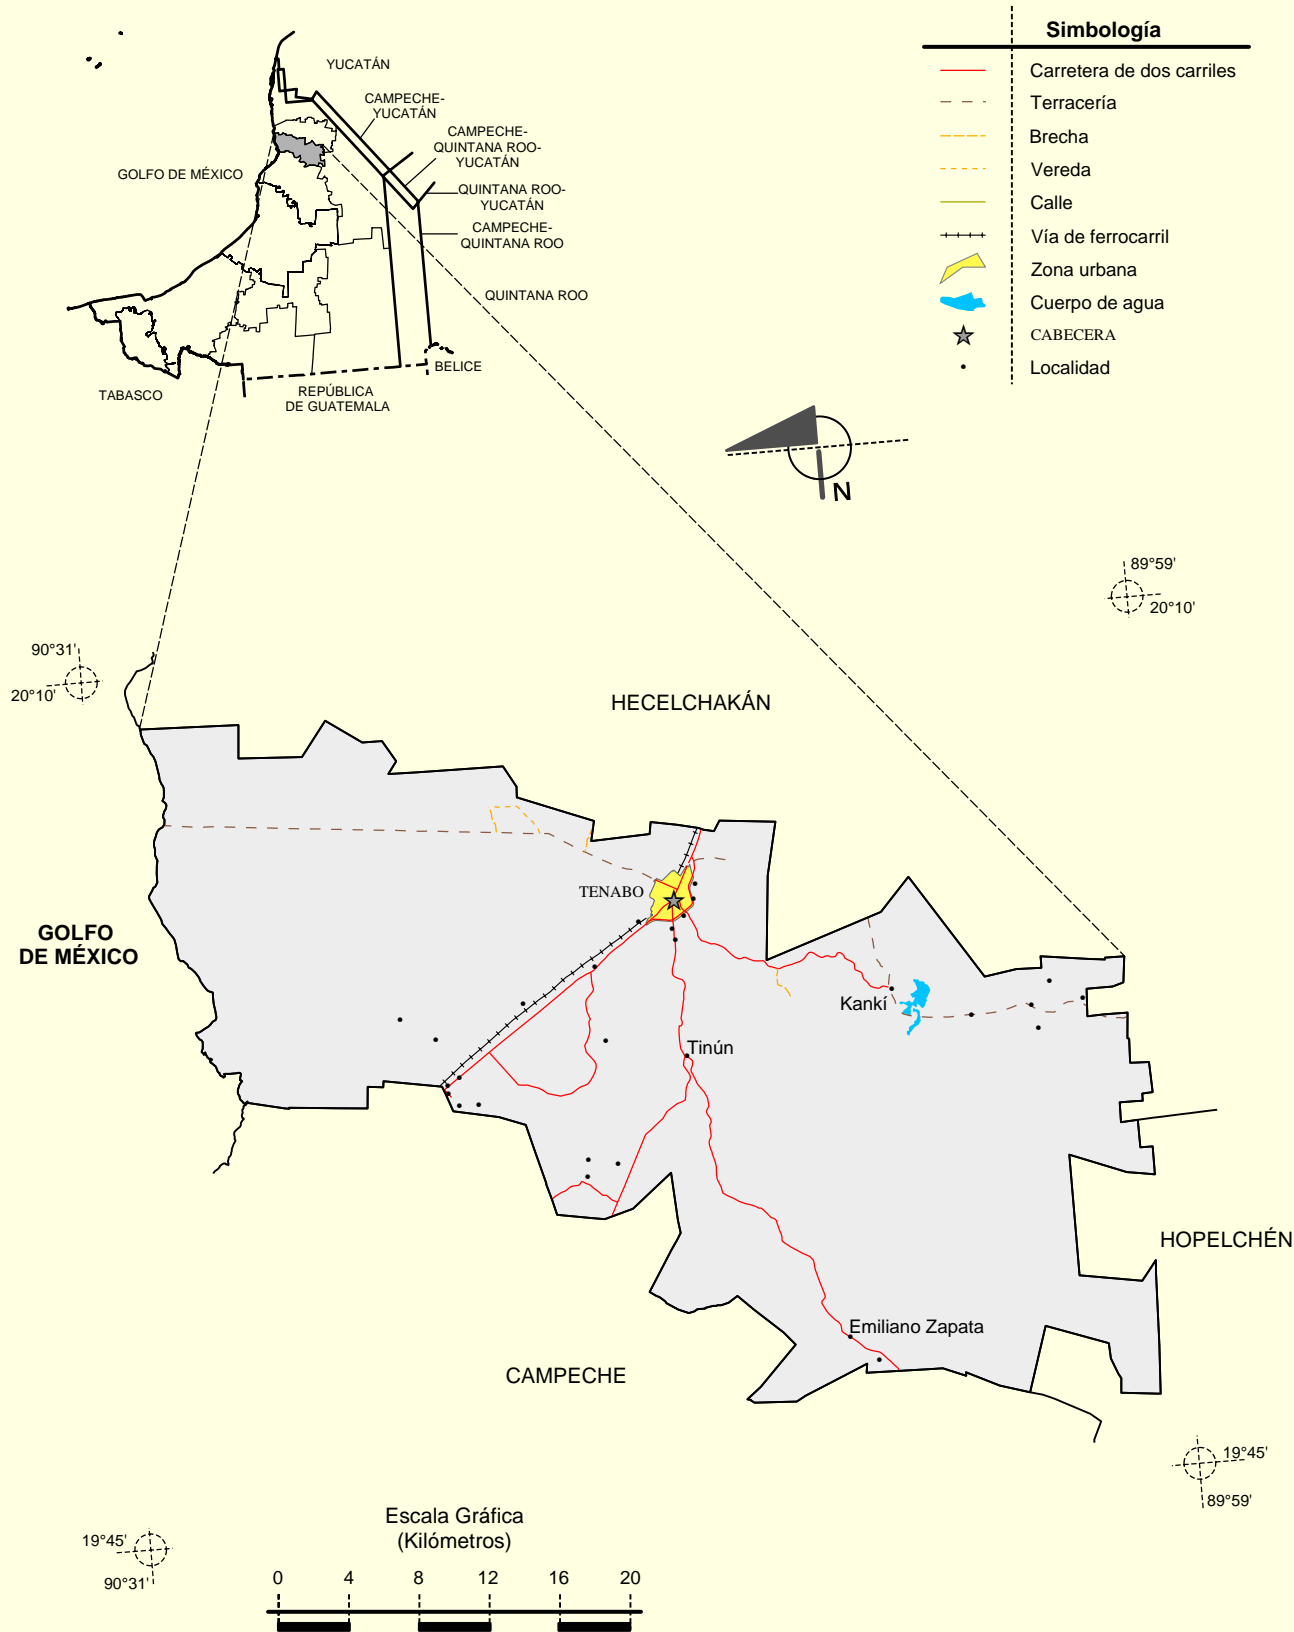 Simbología
Carretera de dos carriles
Terracería
Brecha
Vereda
Calle
Vía de ferrocarril
Zona urbana
Cuerpo de agua
CABECERA
Localidad
YUCATÁN
CAMPECHE-
YUCATÁN
CAMPECHE-
QUINTANA ROO-
YUCATÁN
GOLFO DE MÉXICO
QUINTANA ROO-
YUCATÁN
CAMPECHE-
QUINTANA ROO
QUINTANA ROO
BELICE
TABASCO
REPÚBLICA
DE GUATEMALA
N
89°59'
20°10'
90°31'
20°10'
HECELCHAKÁN
TENABO
GOLFO
DE MÉXICO
Kankí
Tinún
HOPELCHÉN
Emiliano Zapata
CAMPECHE
19°45'
89°59'
19°45'
90°31'
Escala Gráfica
(Kilómetros)
0 4 8 12 16 20